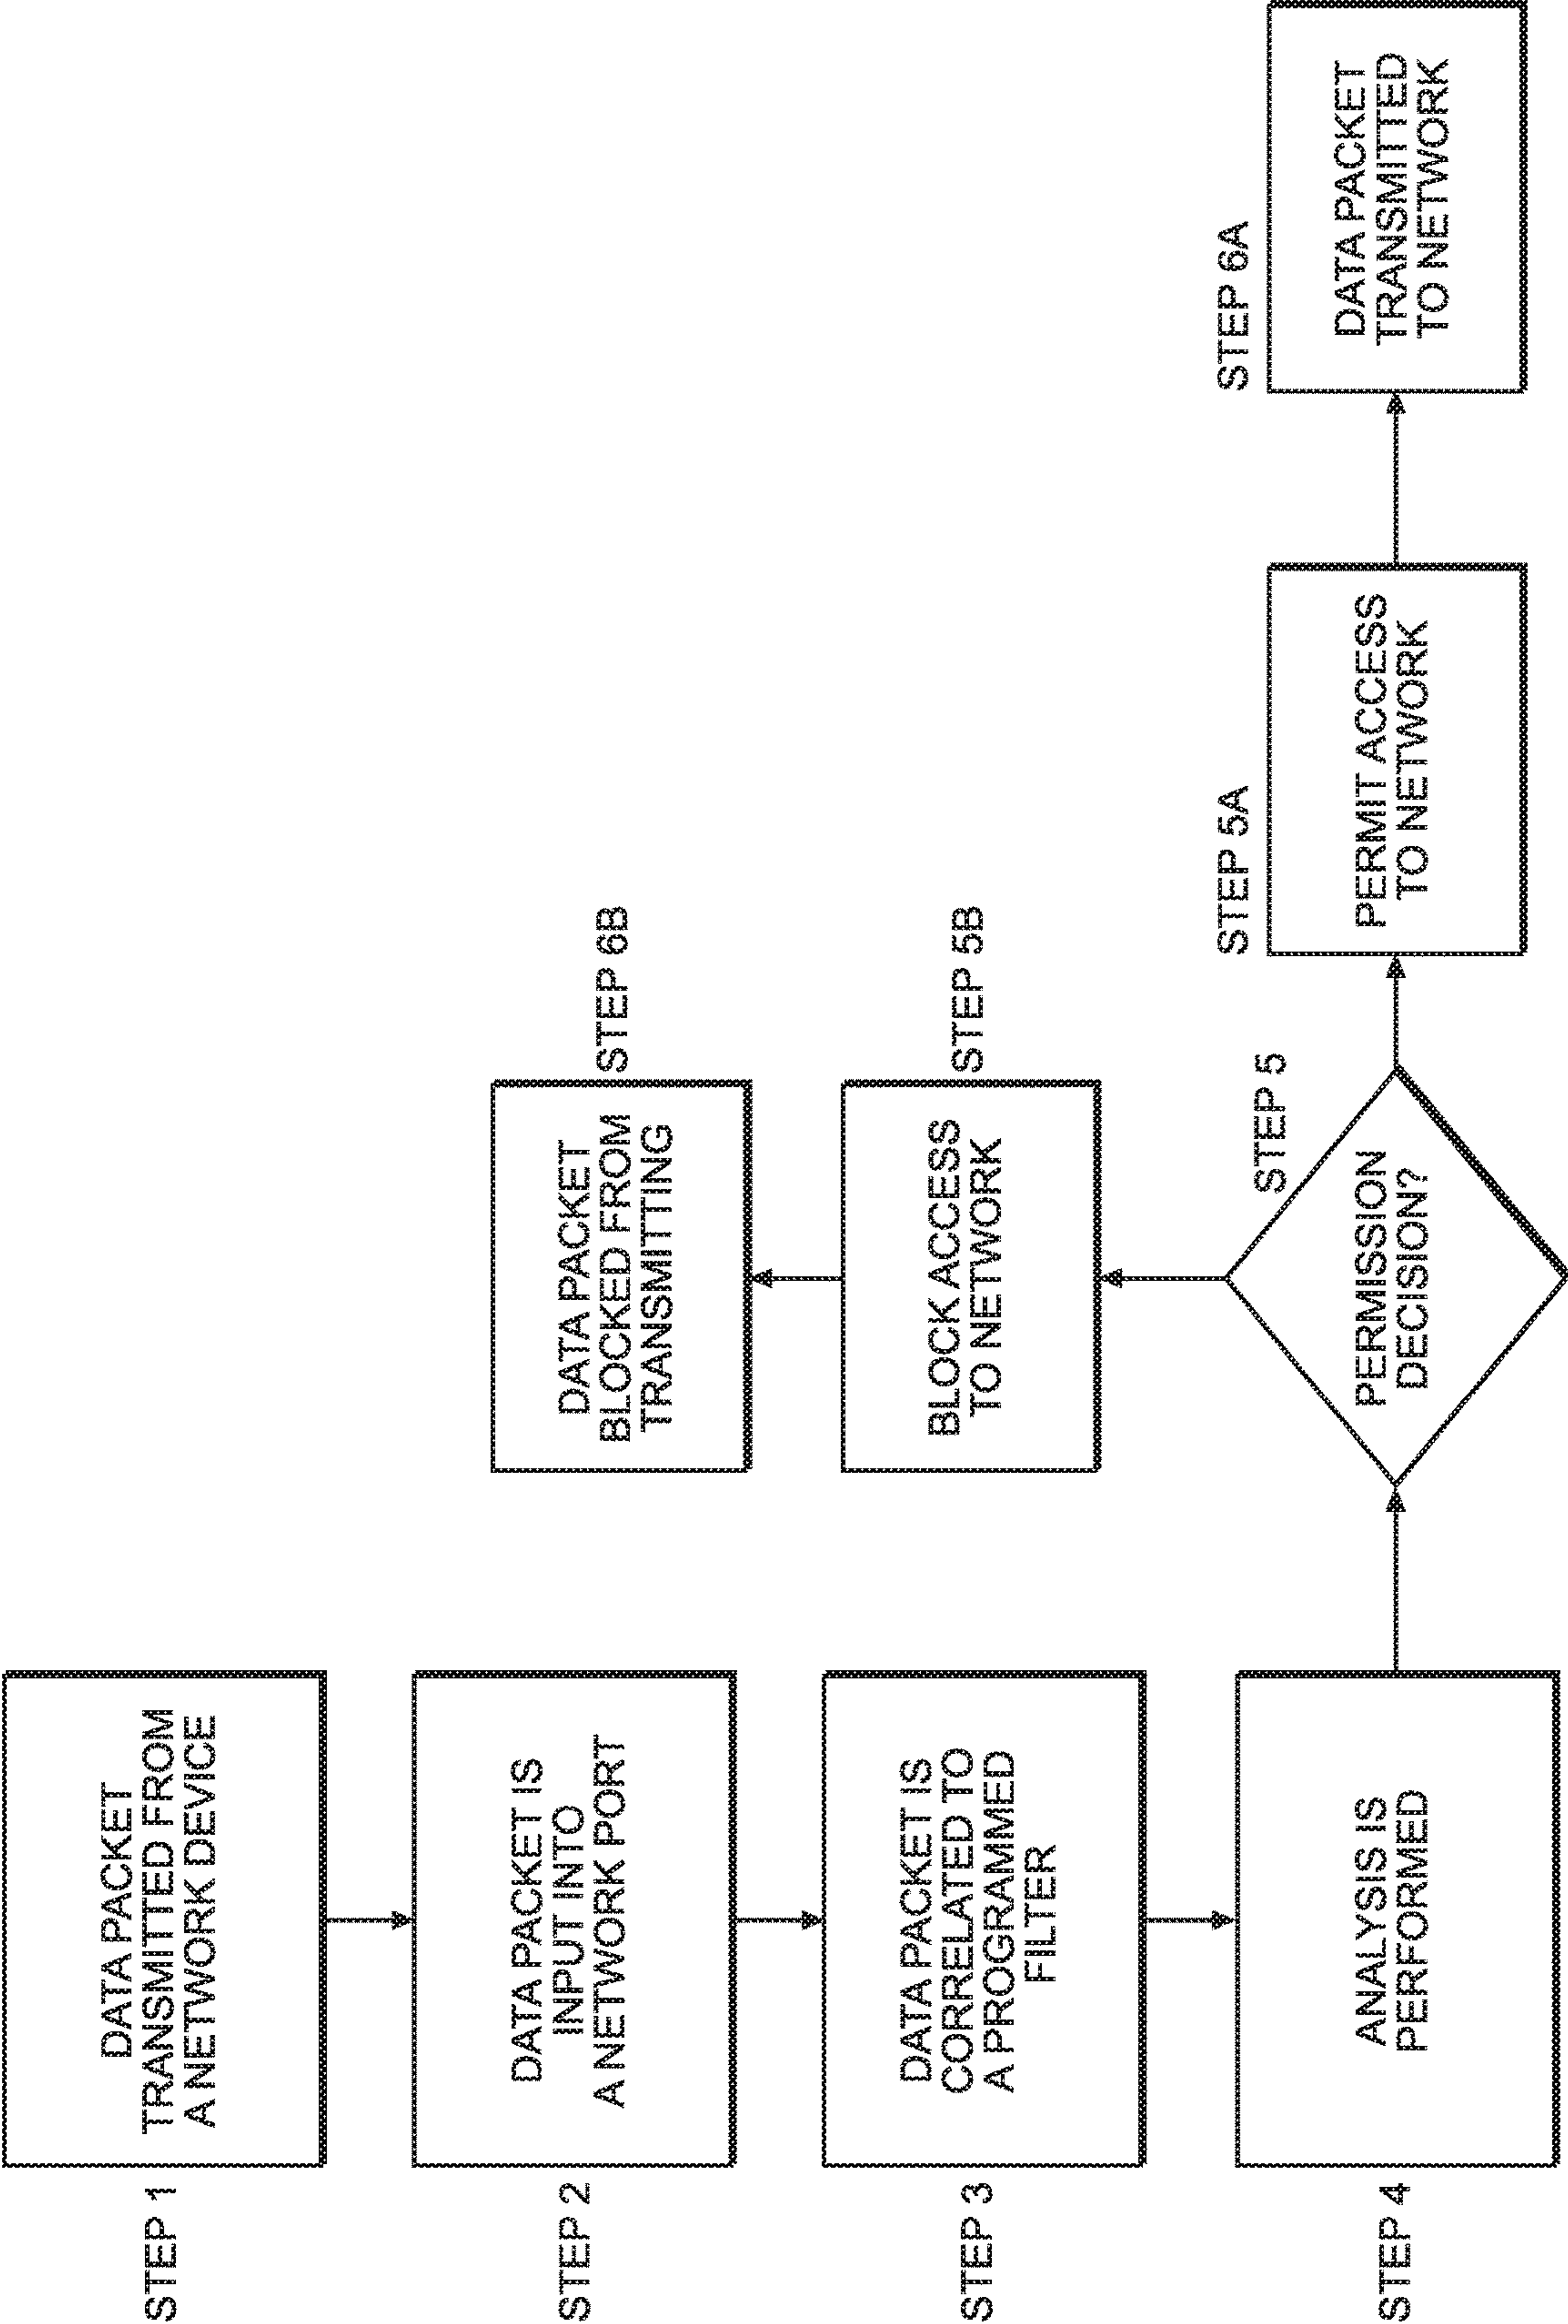 STEP 1
DATA PACKET
TRANSMITTED FROM
A NETWORK DEVICE
STEP 2
DATA PACKET IS
INPUT INTO
A NETWORK PORT
STEP 3
DATA PACKET IS
CORRELATED TO
A PROGRAMMED
FILTER
STEP 4
ANALYSIS IS
PERFORMED
STEP 5
PERMISSION
DECISION?
STEP 5B
BLOCK ACCESS
TO NETWORK
STEP 6B
DATA PACKET
BLOCKED FROM
TRANSMITTING
STEP 5A
PERMIT ACCESS
TO NETWORK
STEP 6A
DATA PACKET
TRANSMITTED
TO NETWORK